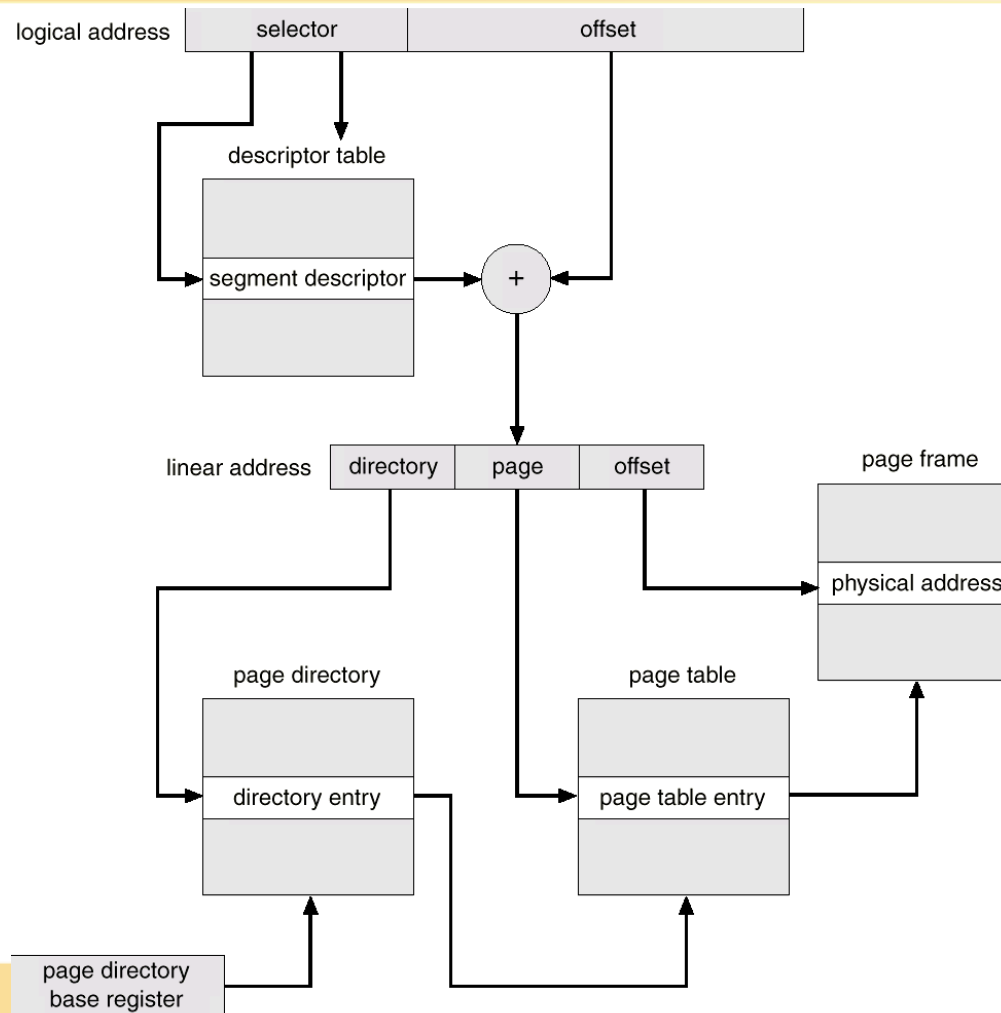 logical address
selector
offset
descriptor table
segment descriptor
+
linear address
directory
page
offset
page frame
physical address
page directory
page table
directory entry
page table entry
page directory
base register